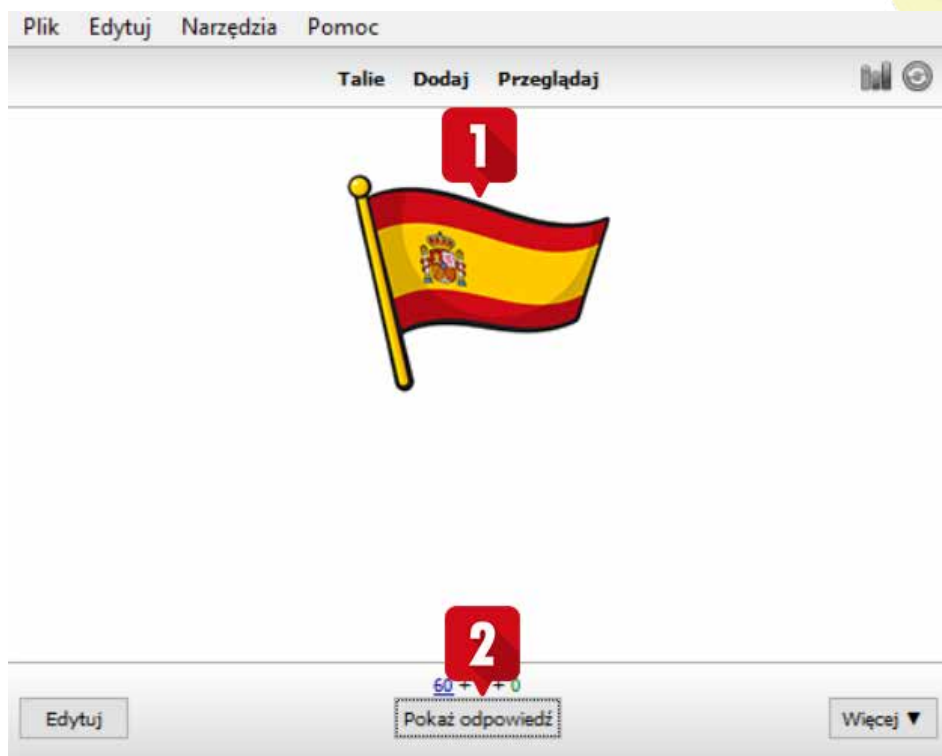 Plik Edytuj Narzędzia Pomoc
Talie Dodaj Przeglądaj
1
2
60 + + 0
Edytuj Pokaż odpowiedź Więcej ▼